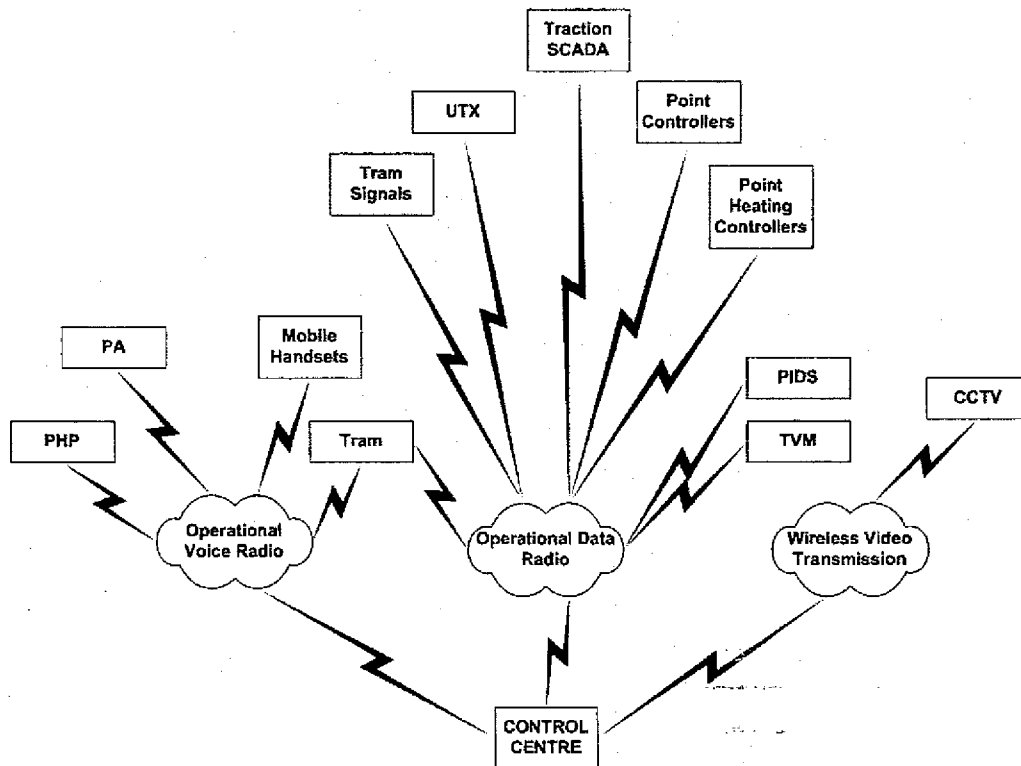 Traction
SCADA
UTX
Point
Controllers
Tram
Signals
Point
Heating
Controllers
PA
Mobile
Handsets
PIDS
CCTV
PHP
Tram
TVM
Operational
Voice Radio
Operational Data
Radio
Wireless Video
Transmission
CONTROL
CENTRE